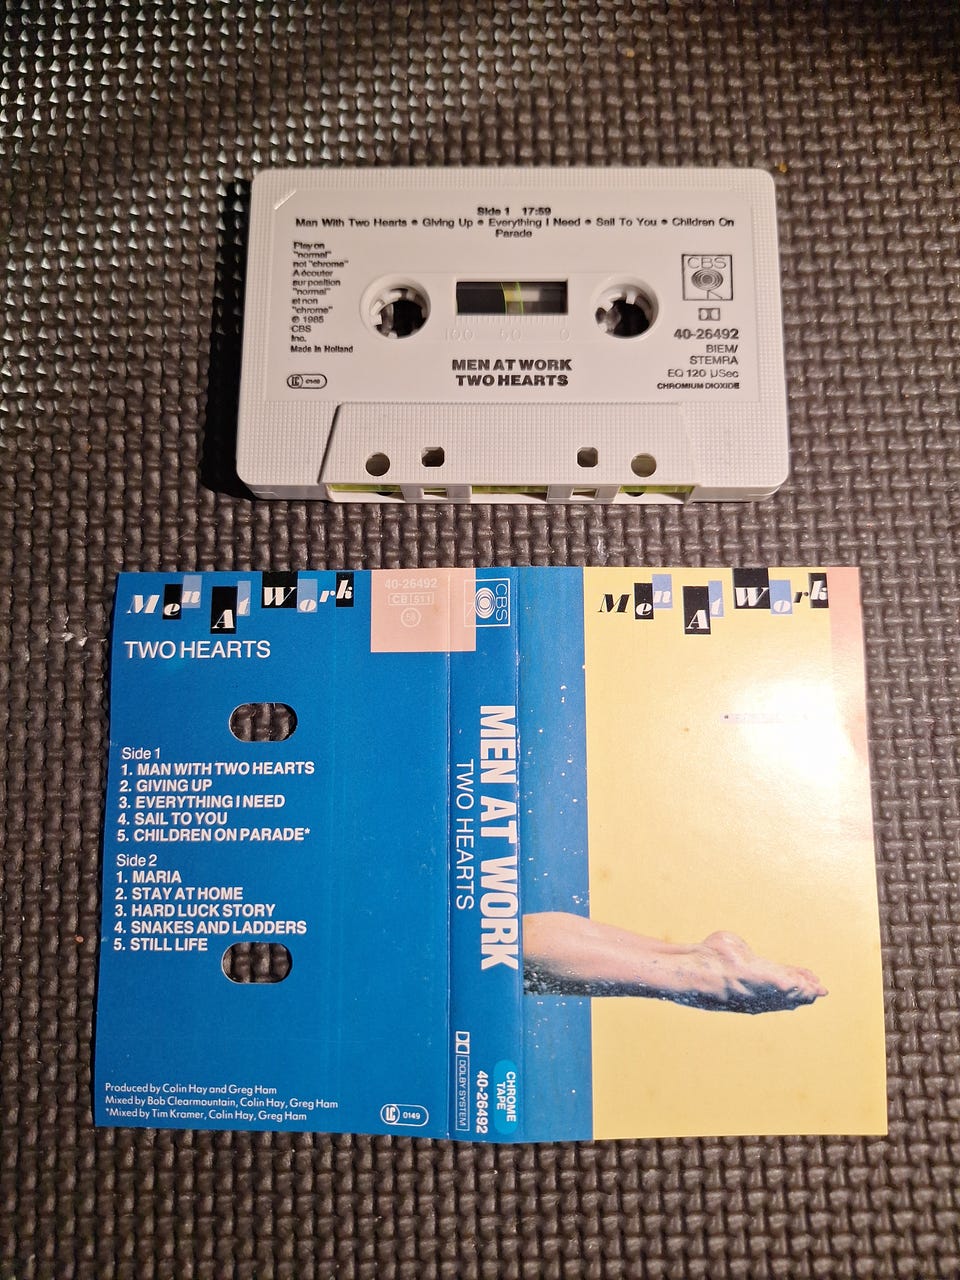 Side 1 17:59
Man With Two Hearts • Giving Up • Everything I Need • Sail To You • Children On
Parade
Play on
"normal"
not "chrome"
A écouter
sur position
"normal"
et non
"chrome"
℗ 1985
CBS
Inc.
Made in Holland
LC 0149
CBS
40-26492
BIEM/
STEMRA
EQ 120 µSec
CHROMIUM DIOXIDE
100 50 0
MEN AT WORK
TWO HEARTS
Men At Work
TWO HEARTS
40-26492
CB 511
Side 1
1. MAN WITH TWO HEARTS
2. GIVING UP
3. EVERYTHING I NEED
4. SAIL TO YOU
5. CHILDREN ON PARADE*
Side 2
1. MARIA
2. STAY AT HOME
3. HARD LUCK STORY
4. SNAKES AND LADDERS
5. STILL LIFE
Produced by Colin Hay and Greg Ham
Mixed by Bob Clearmountain, Colin Hay, Greg Ham
*Mixed by Tim Kramer, Colin Hay, Greg Ham
LC 0149
CBS
MEN AT WORK
TWO HEARTS
DOLBY SYSTEM
CHROME
TAPE
40-26492
Men At Work